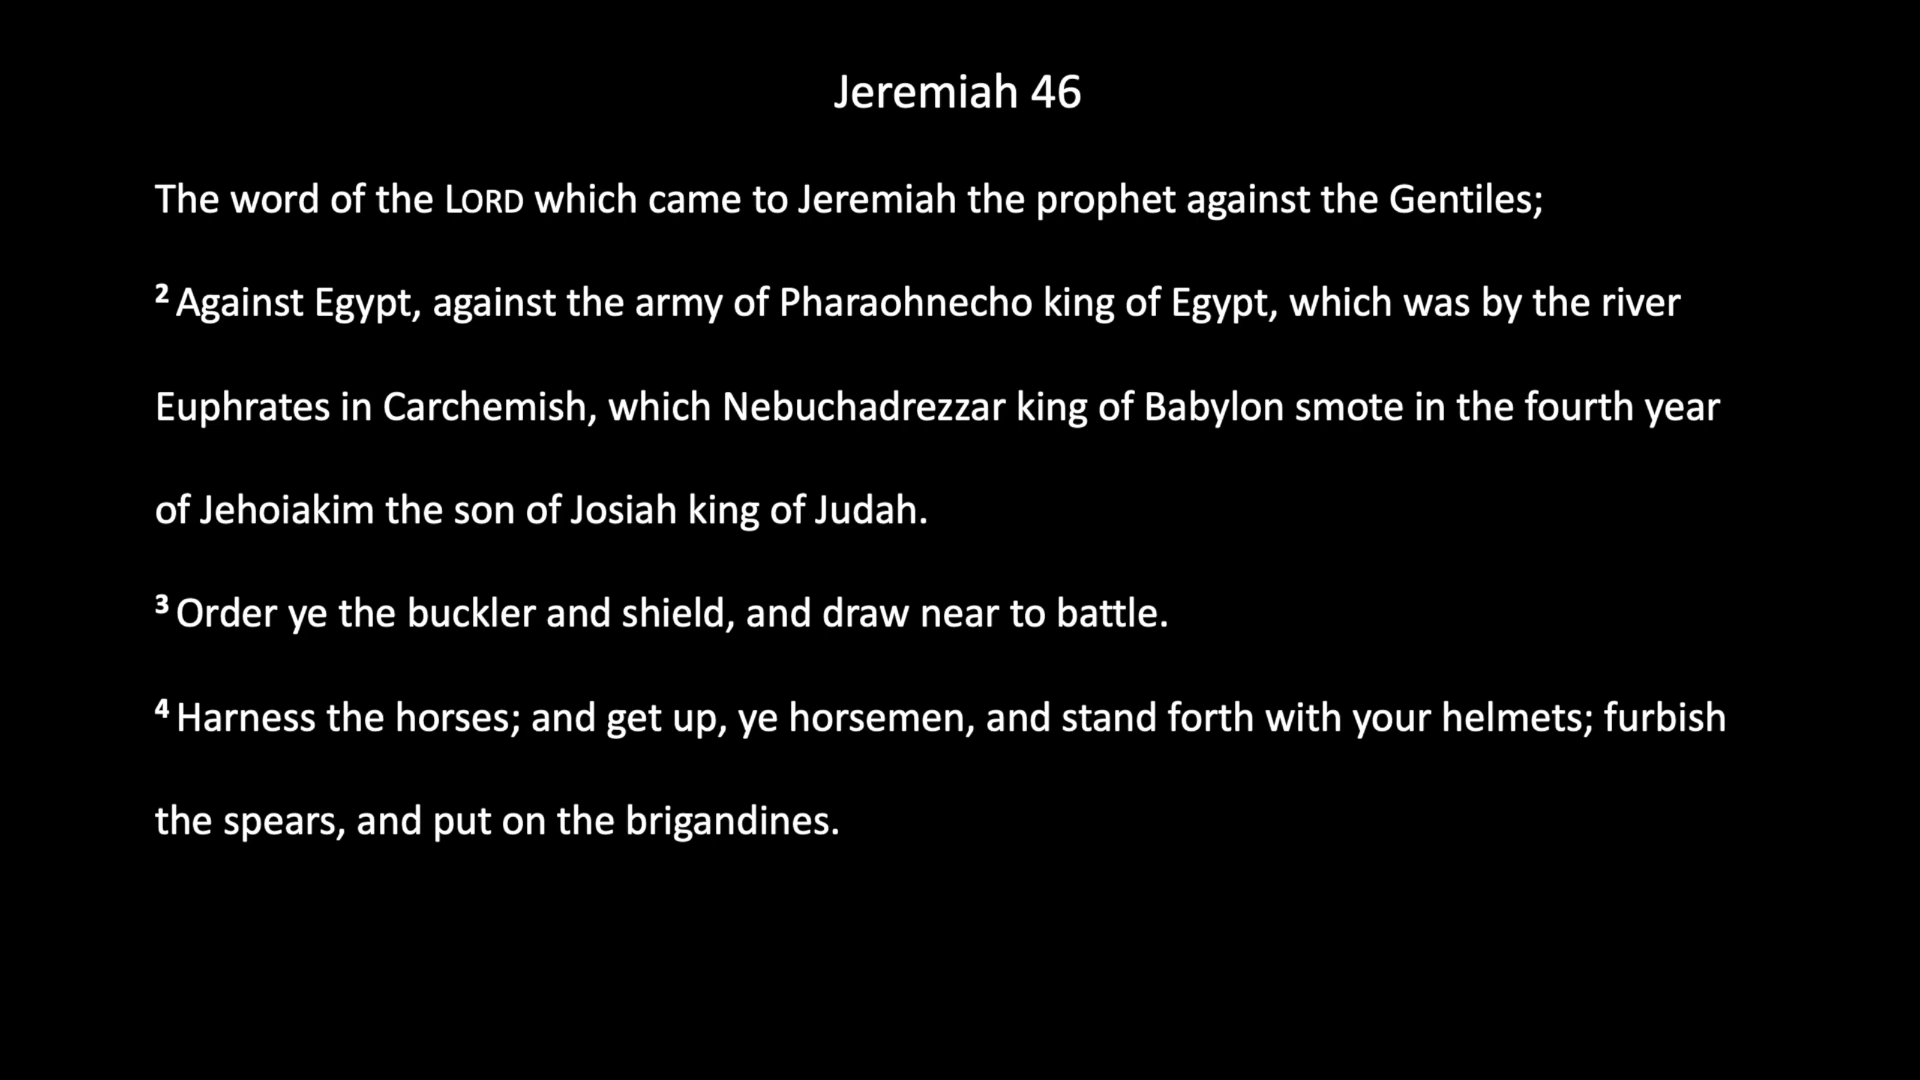 Jeremiah 46
The word of the LORD which came to Jeremiah the prophet against the Gentiles;
2 Against Egypt, against the army of Pharaohnecho king of Egypt, which was by the river
Euphrates in Carchemish, which Nebuchadrezzar king of Babylon smote in the fourth year
of Jehoiakim the son of Josiah king of Judah.
3 Order ye the buckler and shield, and draw near to battle.
4 Harness the horses; and get up, ye horsemen, and stand forth with your helmets; furbish
the spears, and put on the brigandines.